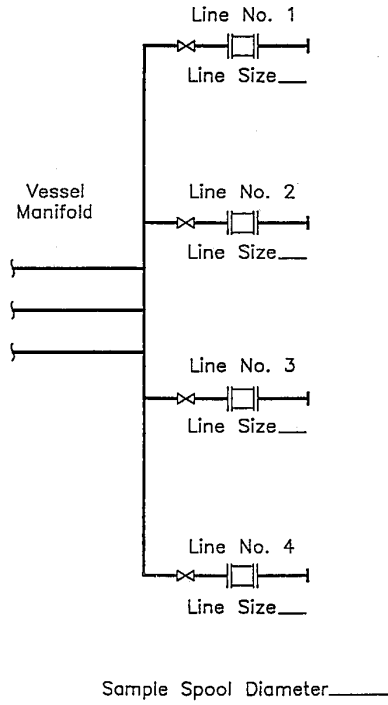 Line No. 1
Line Size___
Vessel
Manifold
Line No. 2
Line Size___
Line No. 3
Line Size___
Line No. 4
Line Size___
Sample Spool Diameter______